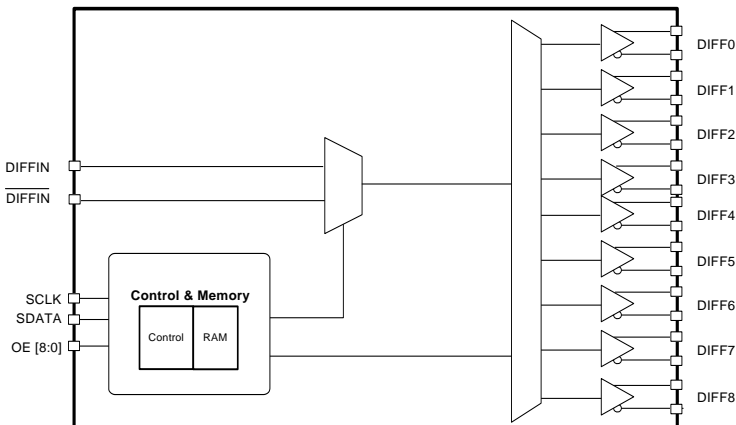 DIFF0
DIFF1
DIFF2
DIFFIN
DIFF3
DIFFIN
DIFF4
DIFF5
Control & Memory
SCLK
DIFF6
SDATA
Control RAM
OE [8:0]
DIFF7
DIFF8